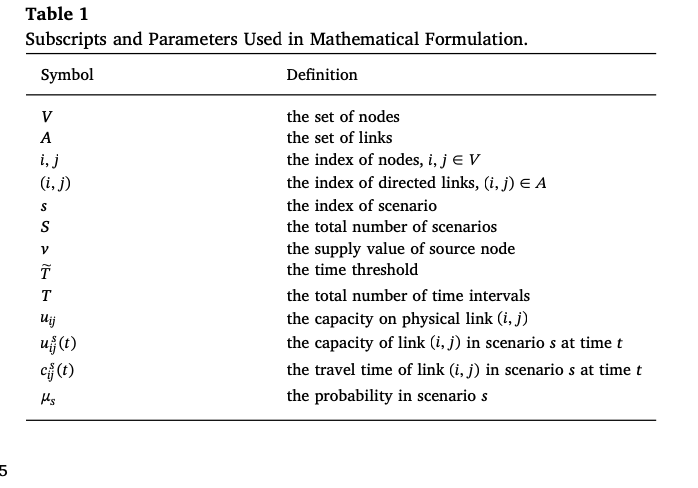 Table 1
Subscripts and Parameters Used in Mathematical Formulation.
Symbol Definition
V the set of nodes
A the set of links
i, j the index of nodes, i, j ∈ V
(i, j) the index of directed links, (i, j) ∈ A
s the index of scenario
S the total number of scenarios
v the supply value of source node
T̃ the time threshold
T the total number of time intervals
u_{ij} the capacity on physical link (i, j)
u_{ij}^{s}(t) the capacity of link (i, j) in scenario s at time t
c_{ij}^{s}(t) the travel time of link (i, j) in scenario s at time t
μ_{s} the probability in scenario s
5